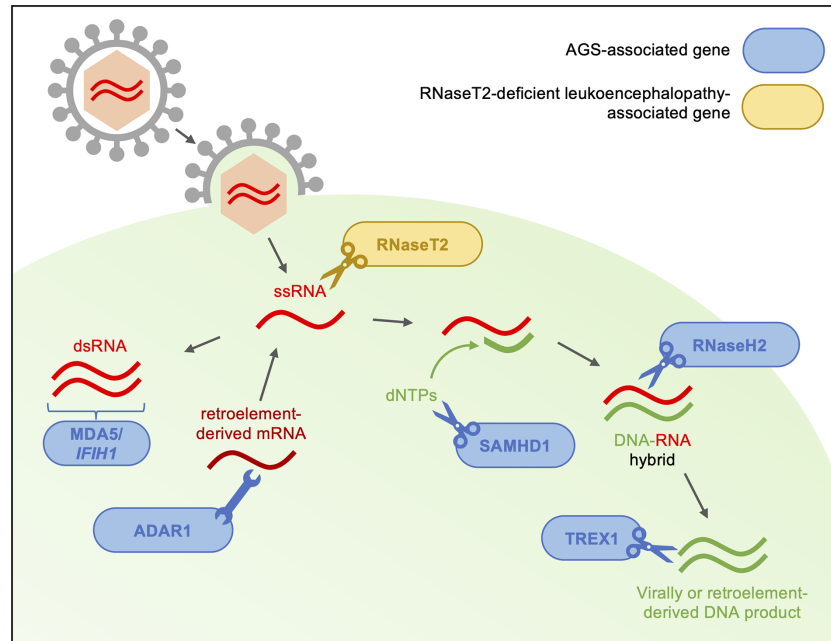 AGS-associated gene
RNaseT2-deficient leukoencephalopathy-
associated gene
RNaseT2
ssRNA
dsRNA
RNaseH2
dNTPs
retroelement-
derived mRNA
MDA5/
IFIH1
SAMHD1
DNA-RNA
hybrid
ADAR1
TREX1
Virally or retroelement-
derived DNA product